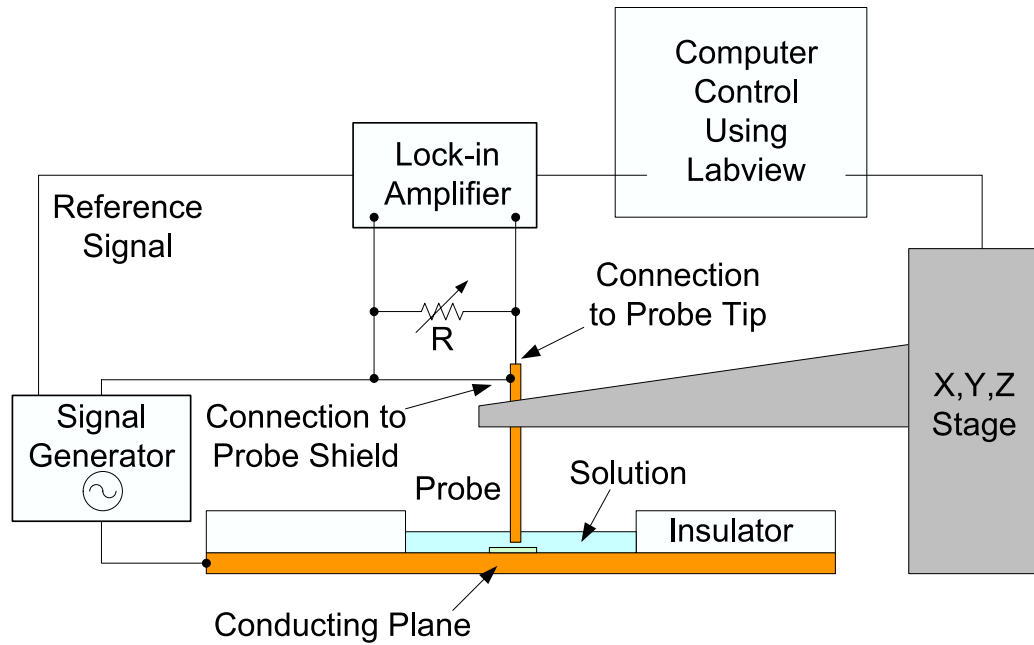 Computer
Control
Using
Labview
Lock-in
Amplifier
Reference
Signal
Connection
to Probe Tip
R
X,Y,Z
Stage
Signal
Generator
Connection to
Probe Shield
Probe
Solution
Insulator
Conducting Plane